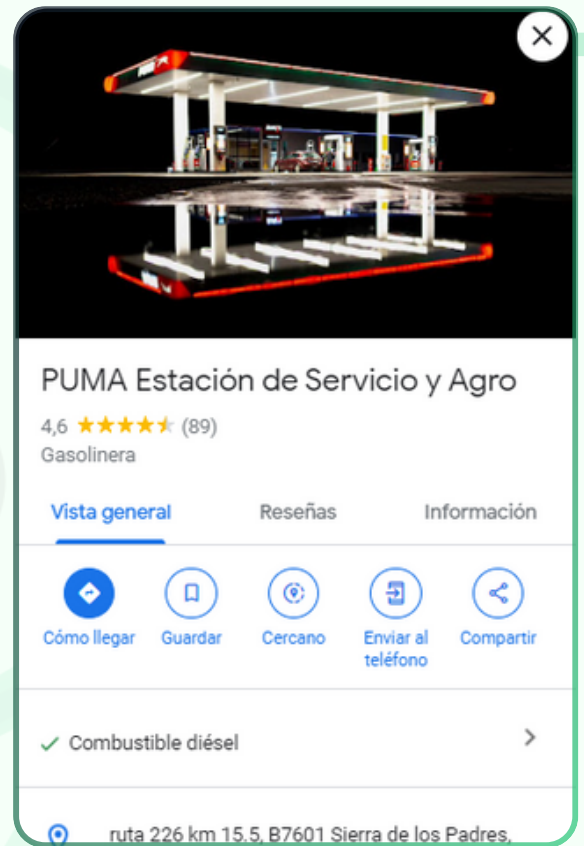 PUMA
PUMA Estación de Servicio y Agro
4,6 (89)
Gasolinera
Vista general Reseñas Información
Cómo llegar Guardar Cercano Enviar al teléfono Compartir
Combustible diésel
ruta 226 km 15.5, B7601 Sierra de los Padres,